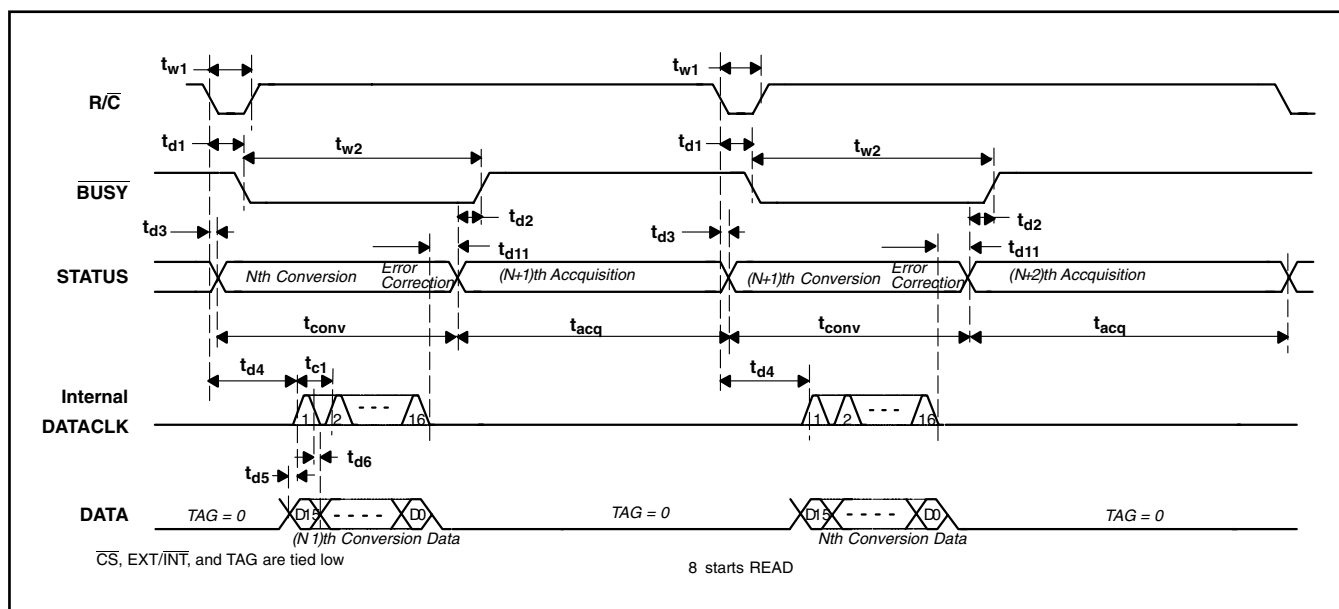 tw1 tw1
R/C
td1 tw2 td1 tw2
BUSY
td2 td2
td3 td3
td11 td11
STATUS Nth Conversion Error Correction (N+1)th Accquisition (N+1)th Conversion Error Correction (N+2)th Acquisition
tconv tacq tconv tacq
td4 tc1 td4
Internal
DATACLK 1 2 - - - 16 1 2 - - - - 16
td5 td6
DATA TAG = 0 D15 - - - - D0 TAG = 0 D15 - - - - D0 TAG = 0
(N 1)th Conversion Data Nth Conversion Data
CS, EXT/INT, and TAG are tied low
8 starts READ